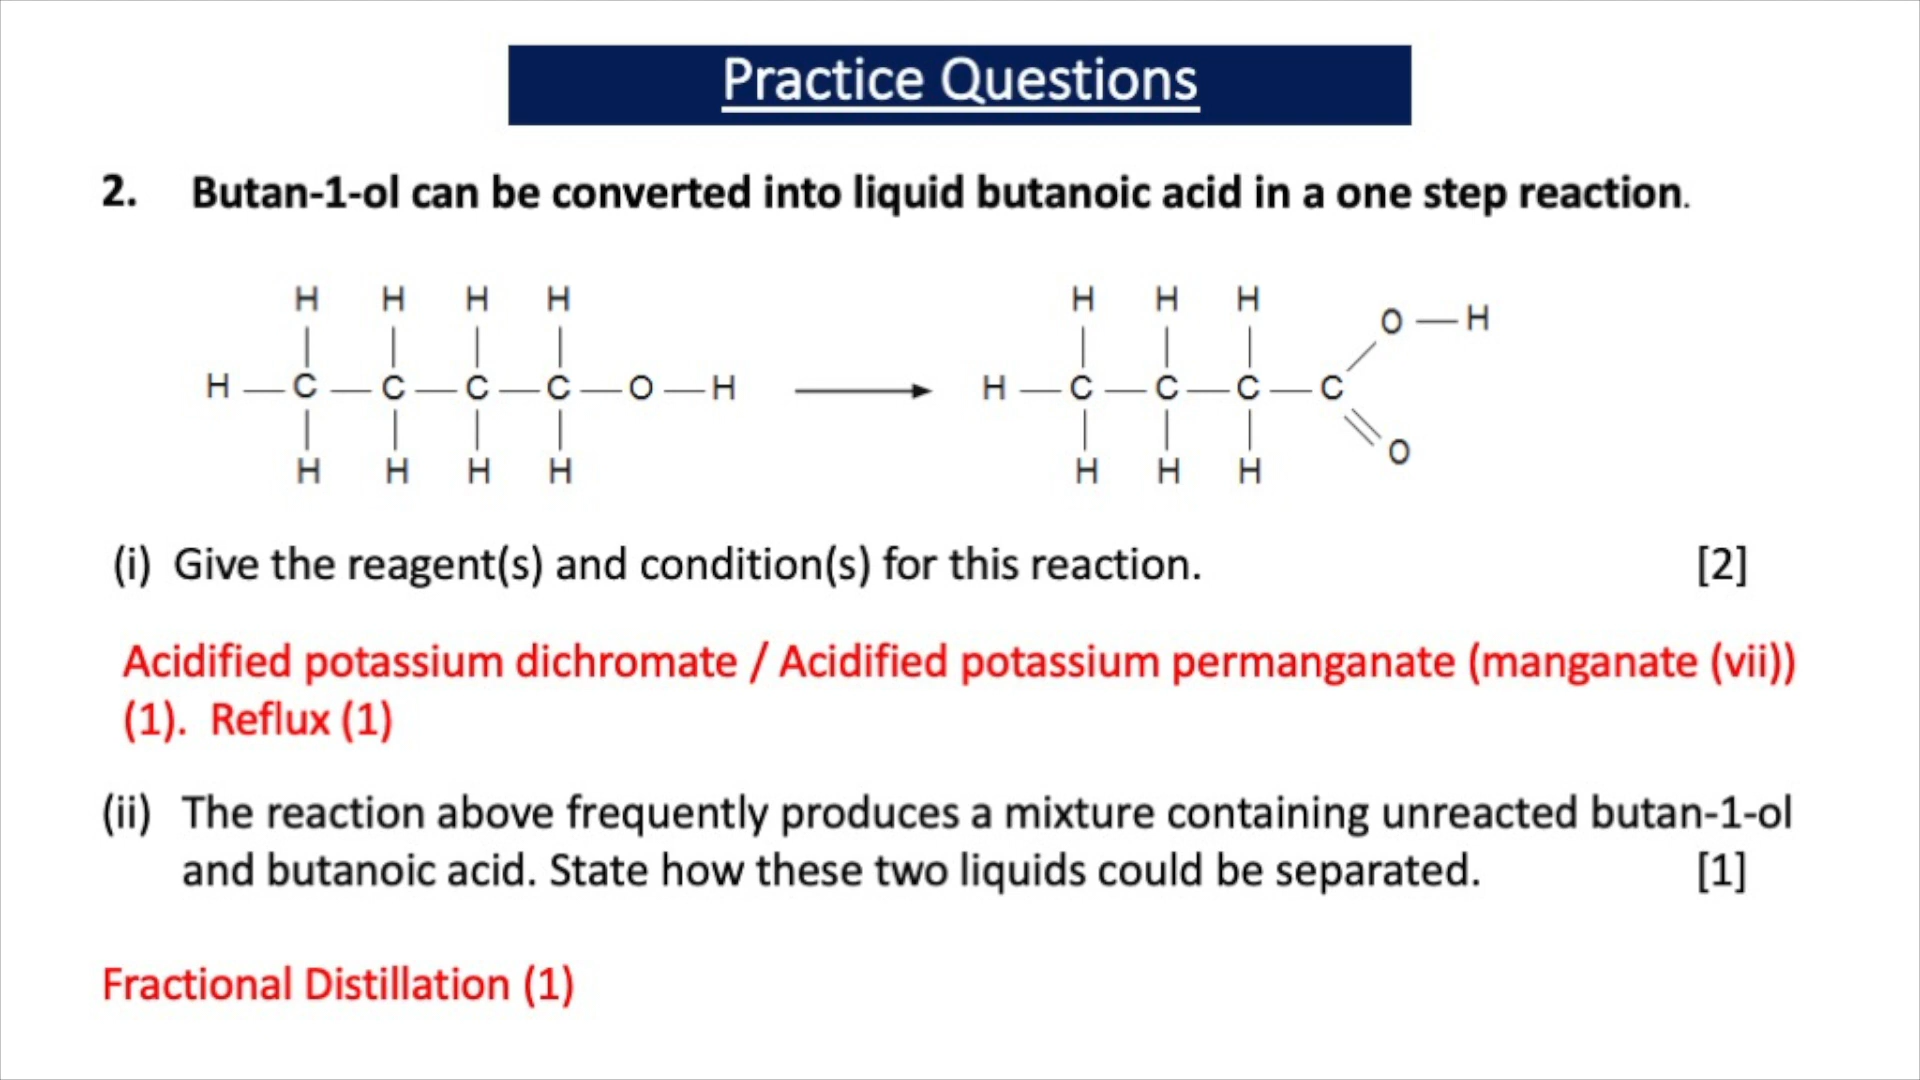 Practice Questions
2. Butan-1-ol can be converted into liquid butanoic acid in a one step reaction.
H H H H
H C C C C O H
H H H H
H H H O H
H C C C C
O
H H H
(i) Give the reagent(s) and condition(s) for this reaction. [2]
Acidified potassium dichromate / Acidified potassium permanganate (manganate (vii))
(1). Reflux (1)
(ii) The reaction above frequently produces a mixture containing unreacted butan-1-ol
and butanoic acid. State how these two liquids could be separated. [1]
Fractional Distillation (1)